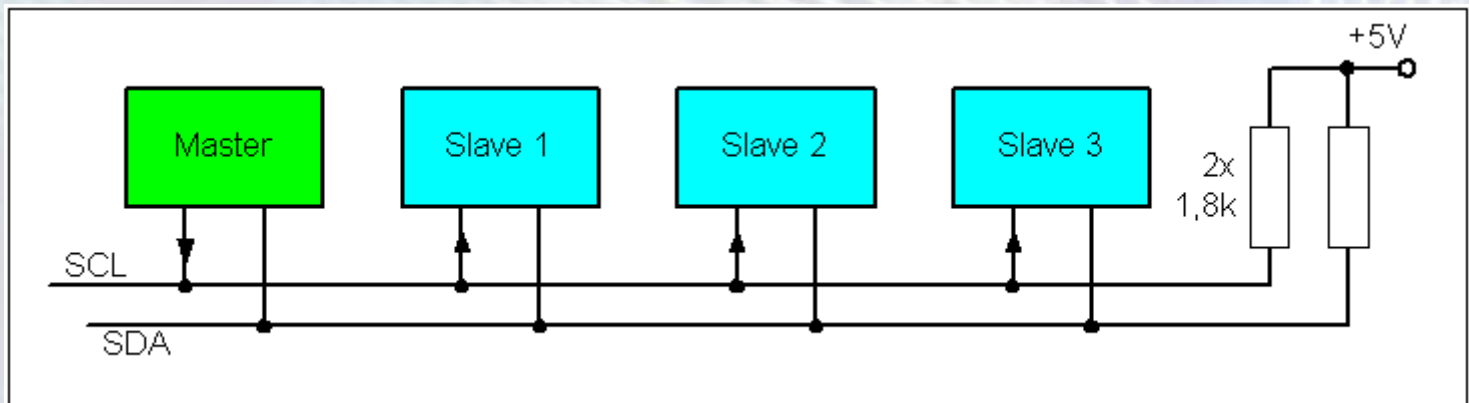 +5V
Master
Slave 1
Slave 2
Slave 3
2x
1,8k
SCL
SDA